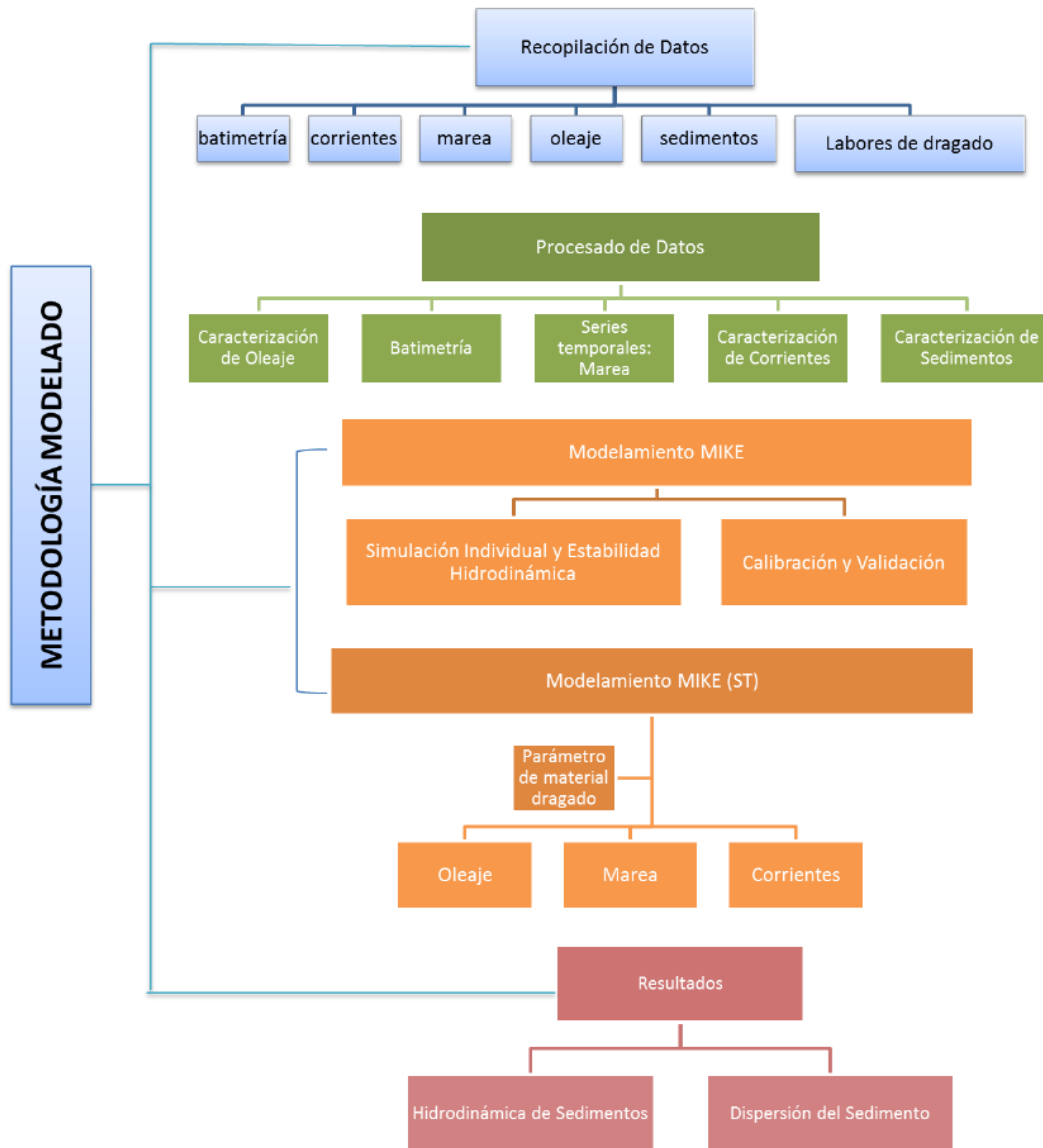 METODOLOGÍA MODELADO
Recopilación de Datos
batimetría
corrientes
marea
oleaje
sedimentos
Labores de dragado
Procesado de Datos
Caracterización
de Oleaje
Batimetría
Series
temporales:
Marea
Caracterización
de Corrientes
Caracterización de
Sedimentos
Modelamiento MIKE
Simulación Individual y Estabilidad
Hidrodinámica
Calibración y Validación
Modelamiento MIKE (ST)
Parámetro
de material
dragado
Oleaje
Marea
Corrientes
Resultados
Hidrodinámica de Sedimentos
Dispersión del Sedimento